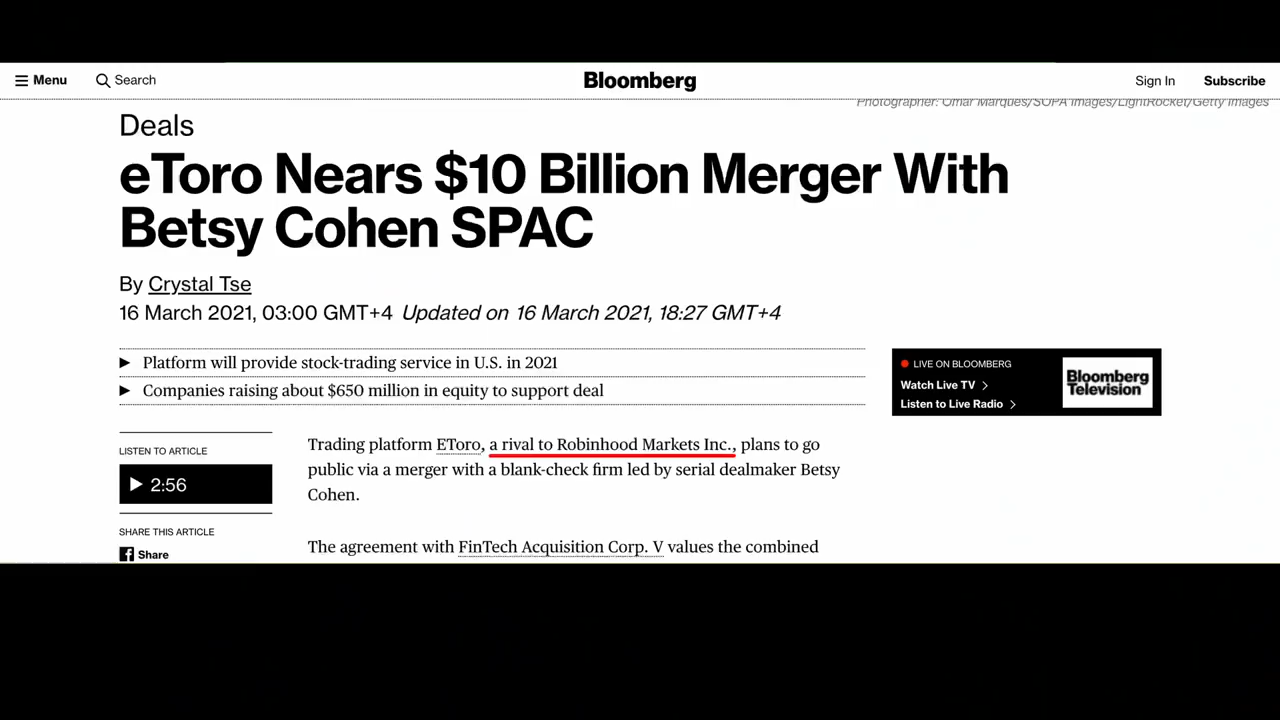 Menu
Search
Bloomberg
Sign In
Subscribe
Photographer: Omar Marques/SOPA Images/LightRocket/Getty Images
Deals
eToro Nears $10 Billion Merger With
Betsy Cohen SPAC
By Crystal Tse
16 March 2021, 03:00 GMT+4 Updated on 16 March 2021, 18:27 GMT+4
Platform will provide stock-trading service in U.S. in 2021
Companies raising about $650 million in equity to support deal
LIVE ON BLOOMBERG
Watch Live TV
Listen to Live Radio
Bloomberg
Television
LISTEN TO ARTICLE
2:56
SHARE THIS ARTICLE
Share
Trading platform EToro, a rival to Robinhood Markets Inc., plans to go
public via a merger with a blank-check firm led by serial dealmaker Betsy
Cohen.
The agreement with FinTech Acquisition Corp. V values the combined